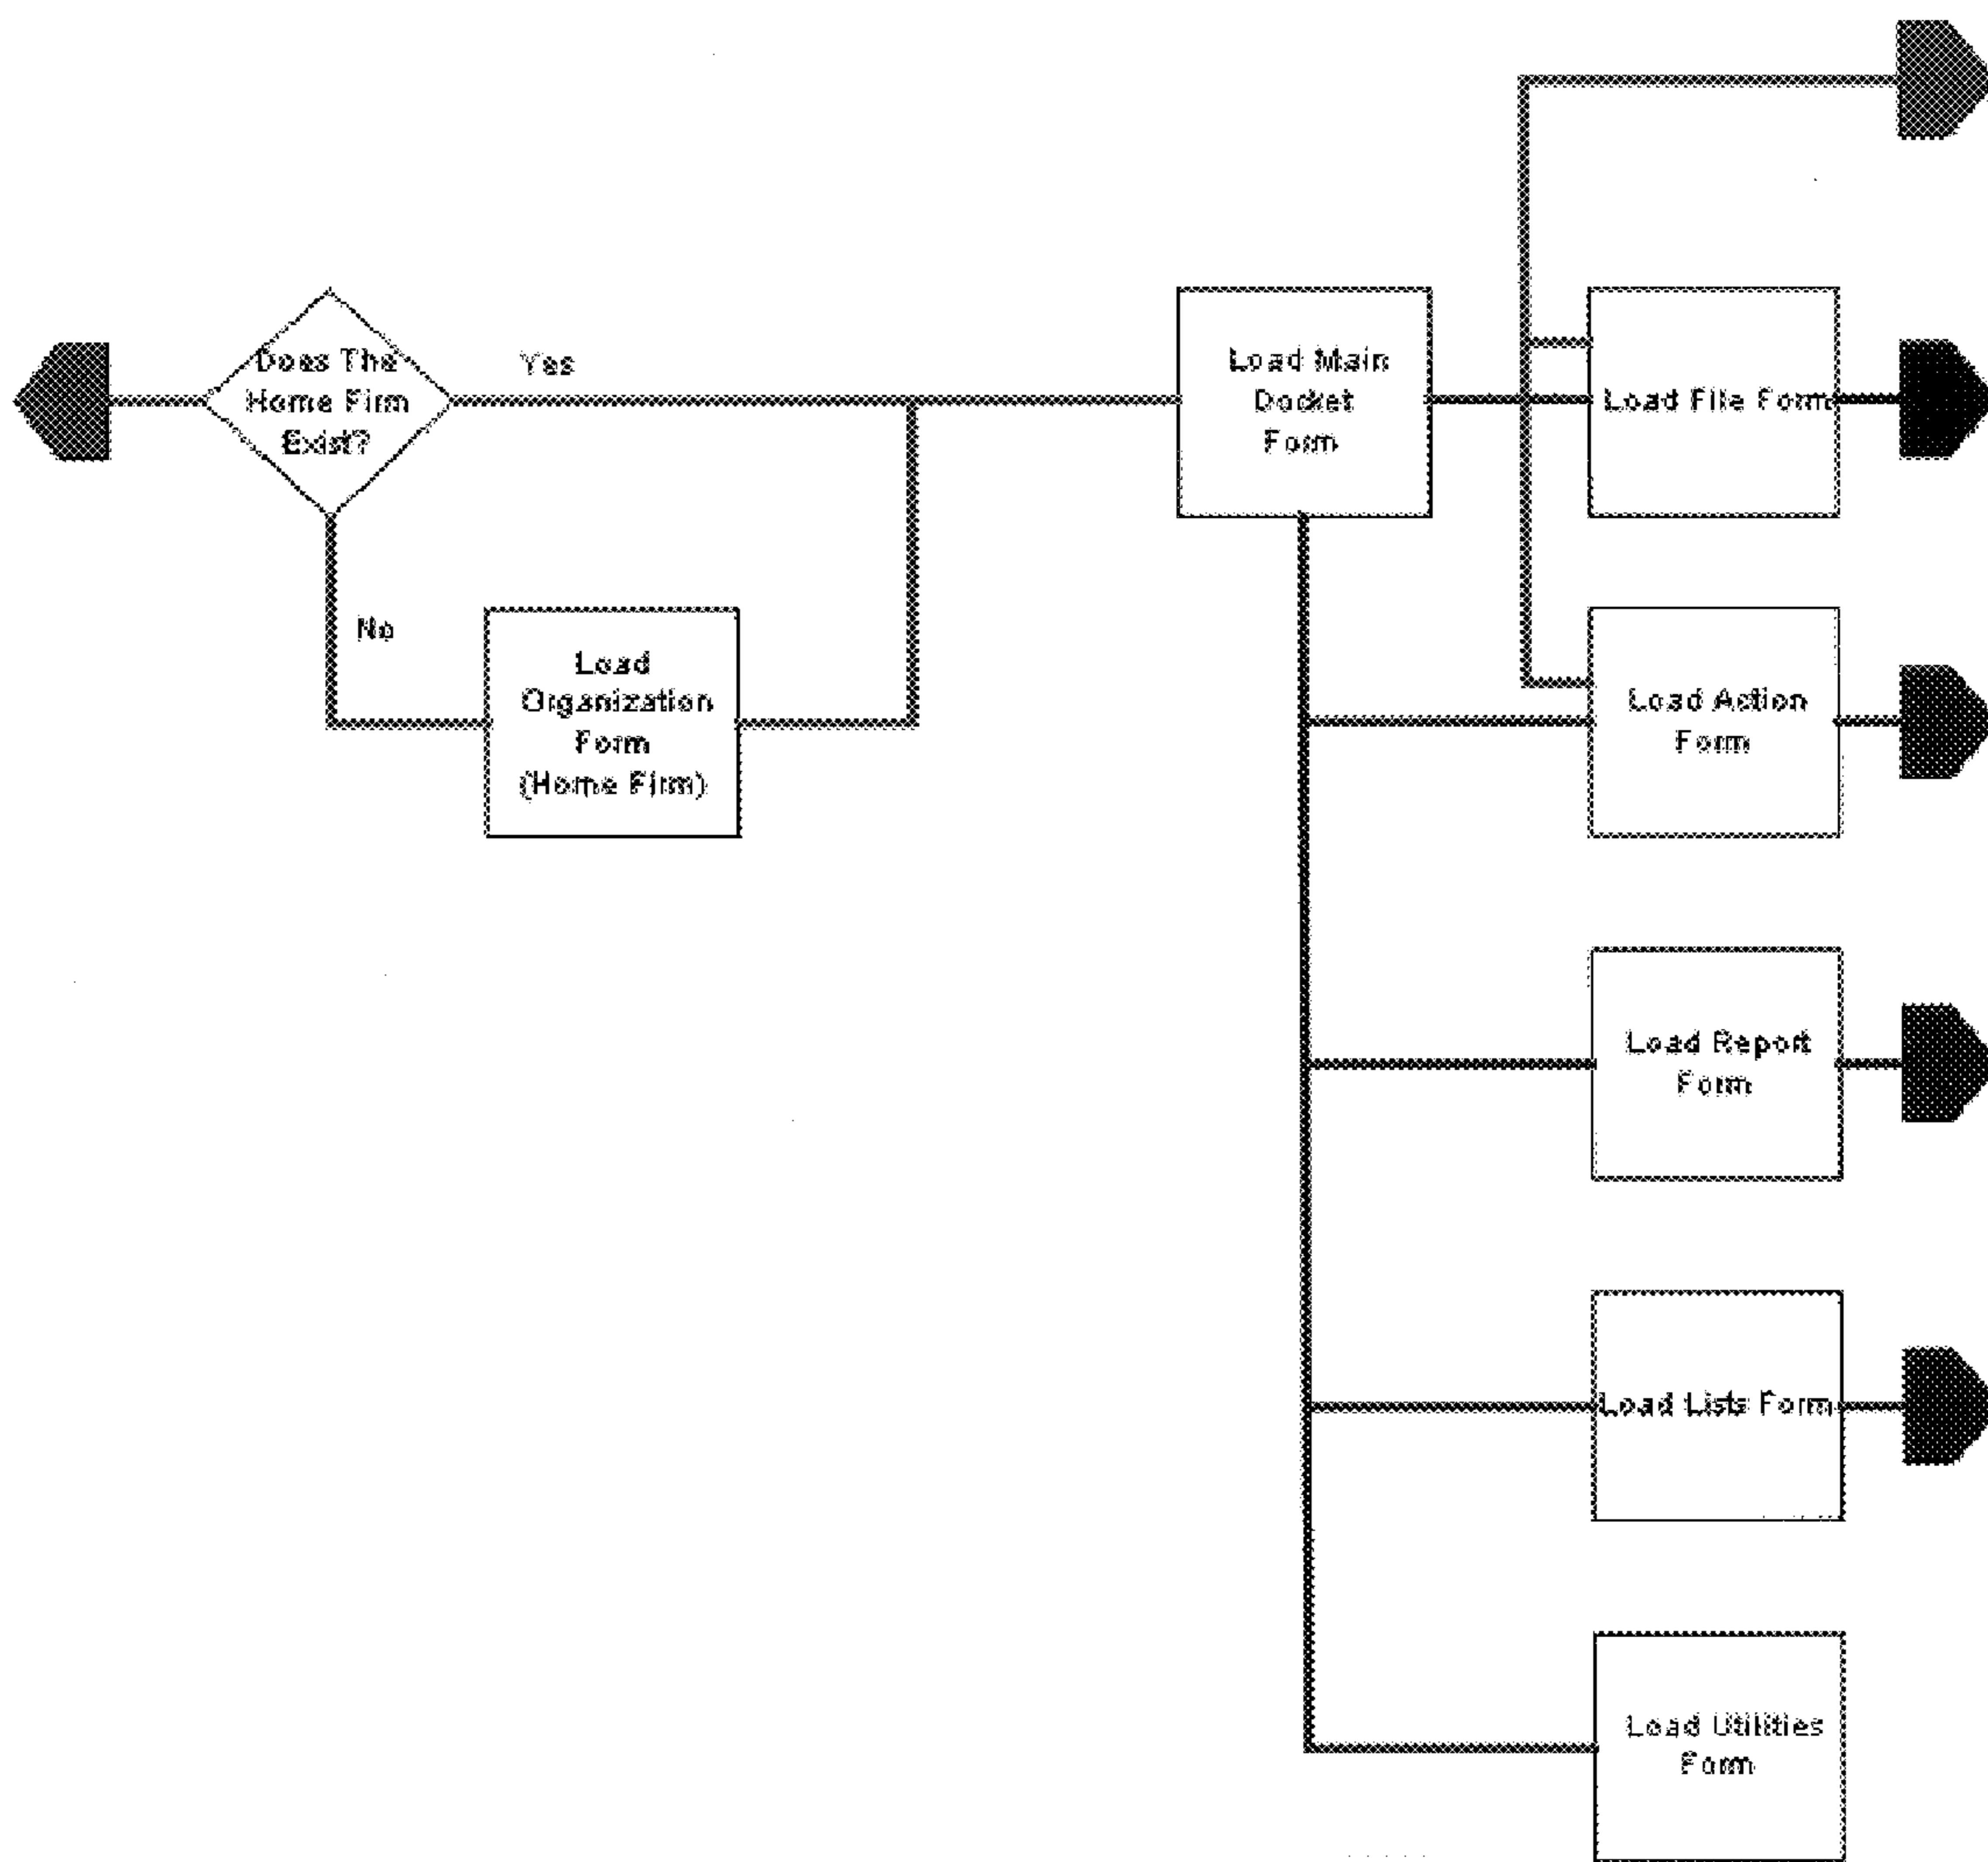 Does The
Home Firm
Exist?
Yes
No
Load
Organization
Form
(Home Firm)
Load Main
Docket
Form
Load File Form
Load Action
Form
Load Report
Form
Load Lists Form
Load Utilities
Form